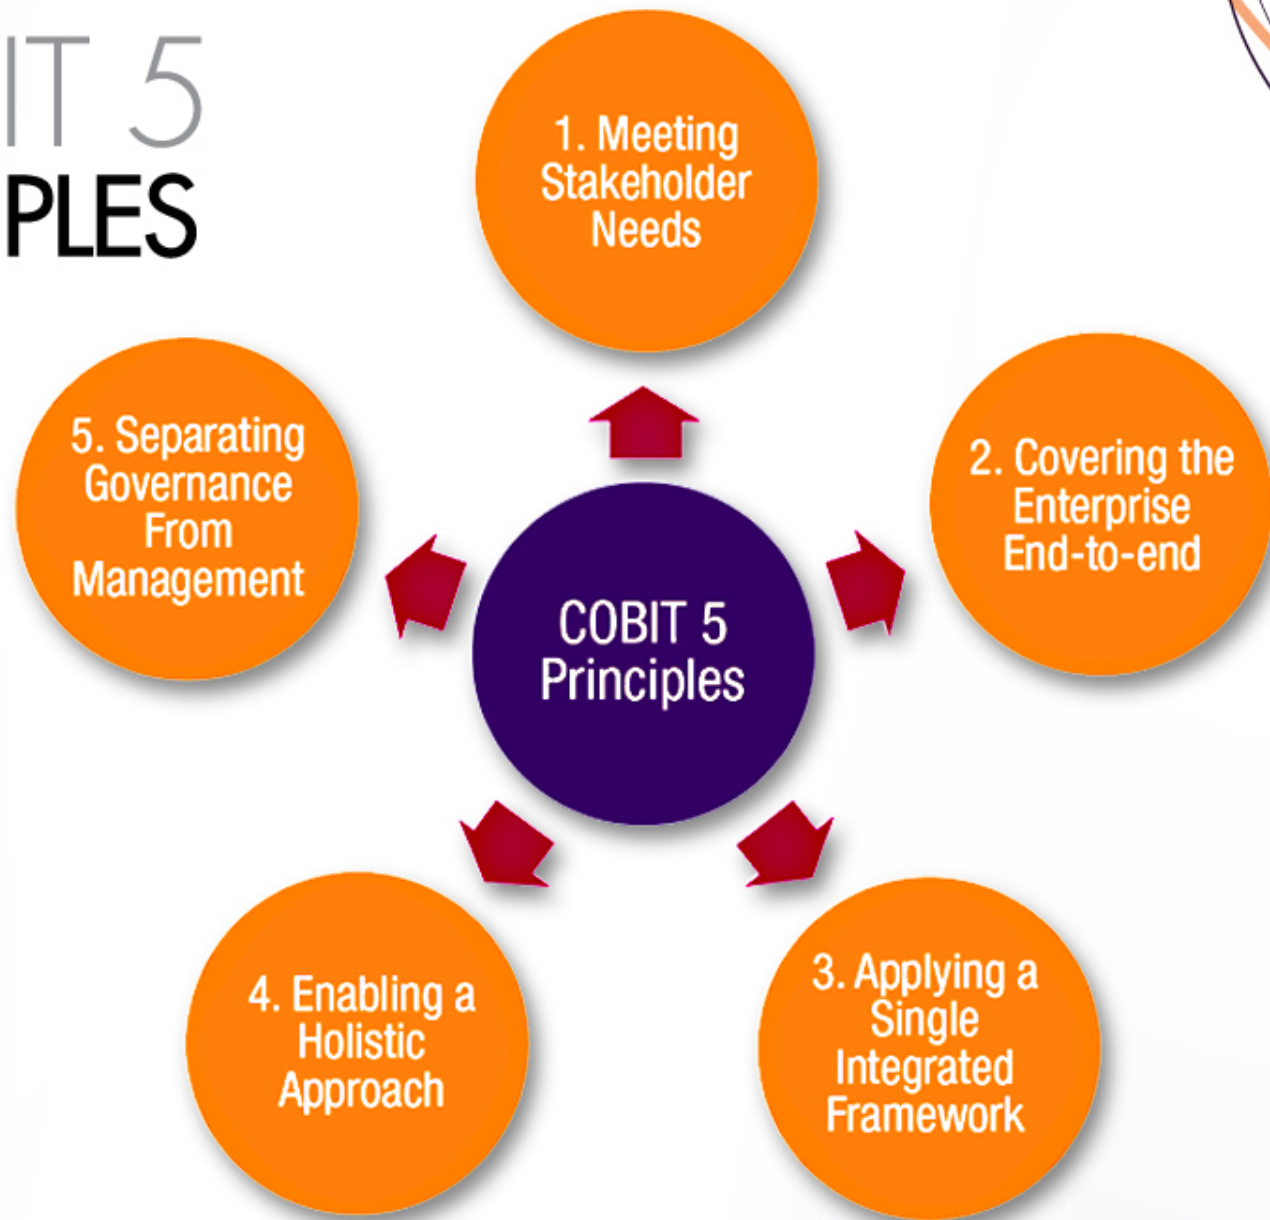 IT 5
PLES
1. Meeting
Stakeholder
Needs
2. Covering the
Enterprise
End-to-end
3. Applying a
Single
Integrated
Framework
4. Enabling a
Holistic
Approach
5. Separating
Governance
From
Management
COBIT 5
Principles